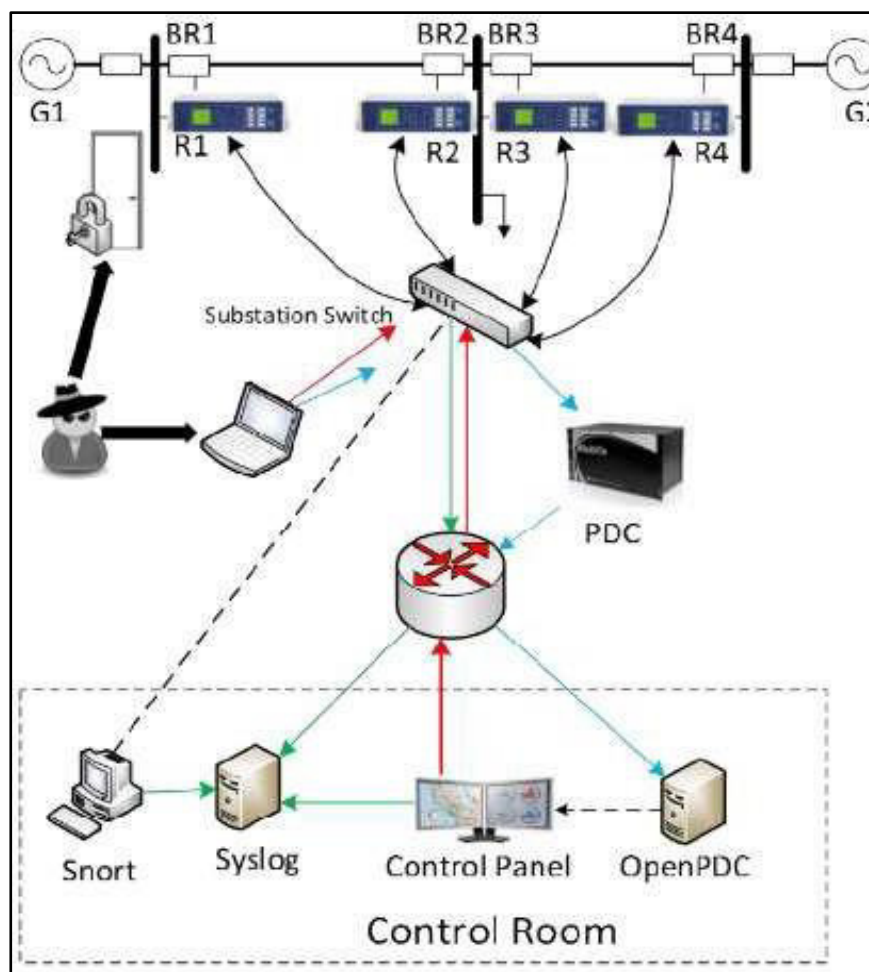 BR1
BR2
BR3
BR4
G1
R1
R2
R3
R4
Substation Switch
PDC
Snort
Syslog
Control Panel
OpenPDC
Control Room